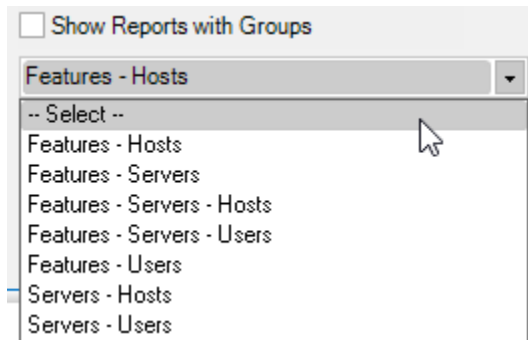 Show Reports with Groups
Features - Hosts
-- Select --
Features - Hosts
Features - Servers
Features - Servers - Hosts
Features - Servers - Users
Features - Users
Servers - Hosts
Servers - Users